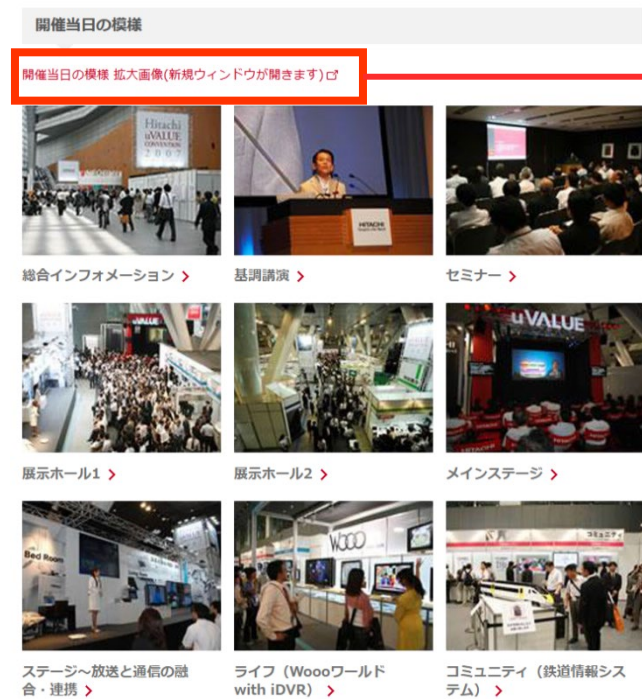 開催当日の模様
開催当日の模様 拡大画像(新規ウィンドウが開きます)
Hitachi
uVALUE
CONVENTION
2007
HITACHI
総合インフォメーション
基調講演
セミナー
uVALUE
展示ホール1
展示ホール2
メインステージ
Bed Room
Wooo
コミュニティ
ステージ～放送と通信の融
合・連携
ライフ（Woooワールド
with iDVR）
コミュニティ（鉄道情報シス
テム）